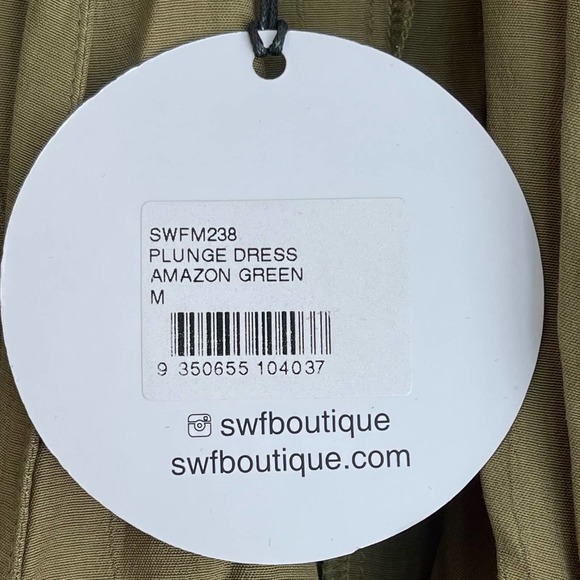 SWFM238
PLUNGE DRESS
AMAZON GREEN
M
9 350655 104037
swfboutique
swfboutique.com